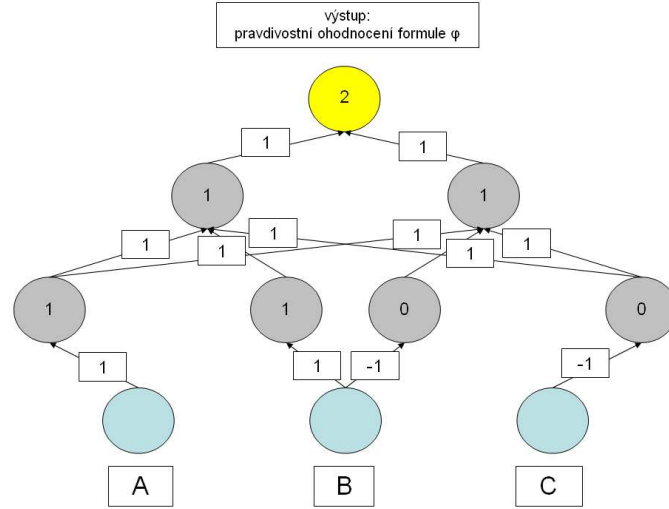 výstup:
pravdivostní ohodnocení formule φ
2
1 1
1 1
1 1 1 1
1 1
1 1 0 0
1 1 -1 -1
A B C